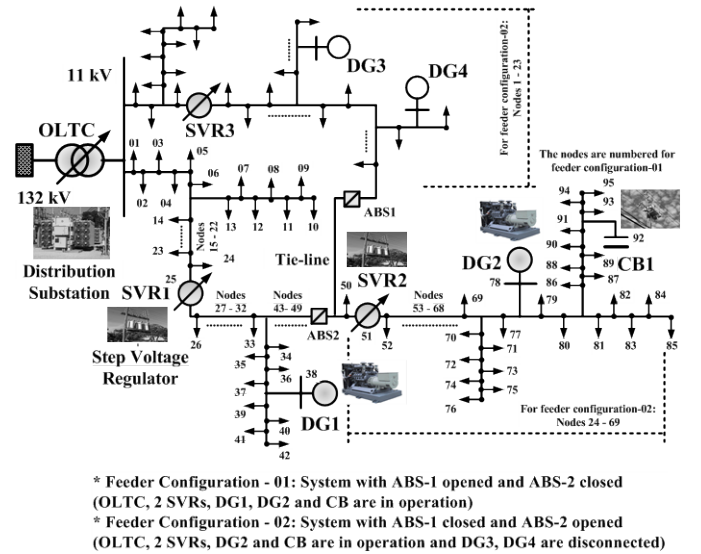 11 kV
OLTC
132 kV
Distribution
Substation
SVR3
DG3
DG4
For feeder configuration-02:
Nodes 1 - 23
The nodes are numbered for
feeder configuration-01
01
03
02
04
05
06
07
08
09
13
12
11
10
14
Nodes
15 - 22
23
24
25
SVR1
Step Voltage
Regulator
26
Nodes
27 - 32
33
Nodes
43- 49
34
35
36
37
38
39
40
41
42
DG1
Tie-line
ABS1
ABS2
50
SVR2
51
52
Nodes
53 - 68
69
70
71
72
73
74
75
76
77
DG2
78
79
80
81
82
83
84
85
86
87
88
89
90
91
92
93
94
95
CB1
For feeder configuration-02:
Nodes 24 - 69
* Feeder Configuration - 01: System with ABS-1 opened and ABS-2 closed
(OLTC, 2 SVRs, DG1, DG2 and CB are in operation)
* Feeder Configuration - 02: System with ABS-1 closed and ABS-2 opened
(OLTC, 2 SVRs, DG2 and CB are in operation and DG3, DG4 are disconnected)